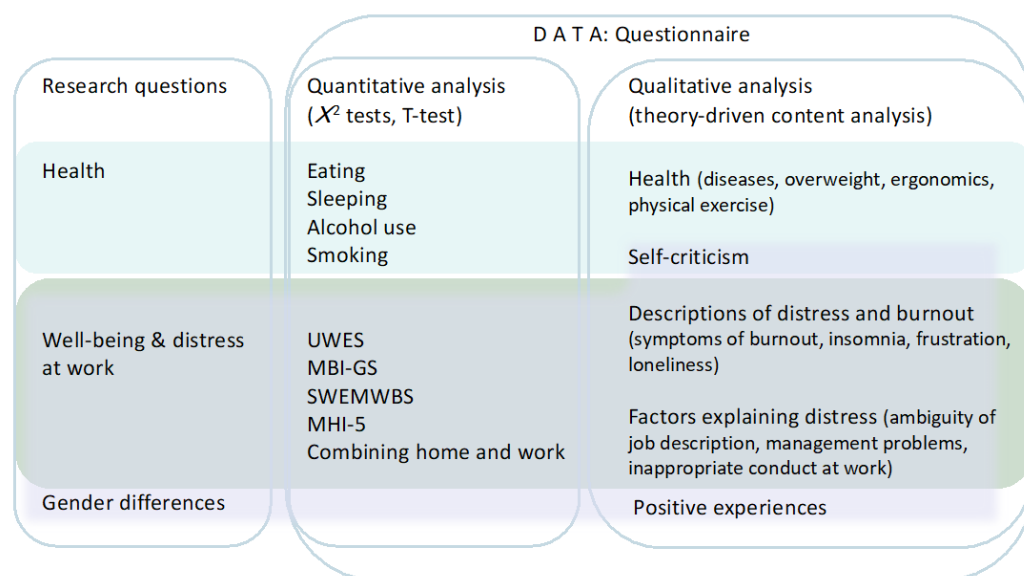 D A T A: Questionnaire
Research questions
Quantitative analysis
(X² tests, T-test)
Qualitative analysis
(theory-driven content analysis)
Health
Eating
Sleeping
Alcohol use
Smoking
Health (diseases, overweight, ergonomics,
physical exercise)
Self-criticism
Well-being & distress
at work
UWES
MBI-GS
SWEMWBS
MHI-5
Combining home and work
Descriptions of distress and burnout
(symptoms of burnout, insomnia, frustration,
loneliness)
Factors explaining distress (ambiguity of
job description, management problems,
inappropriate conduct at work)
Gender differences
Positive experiences